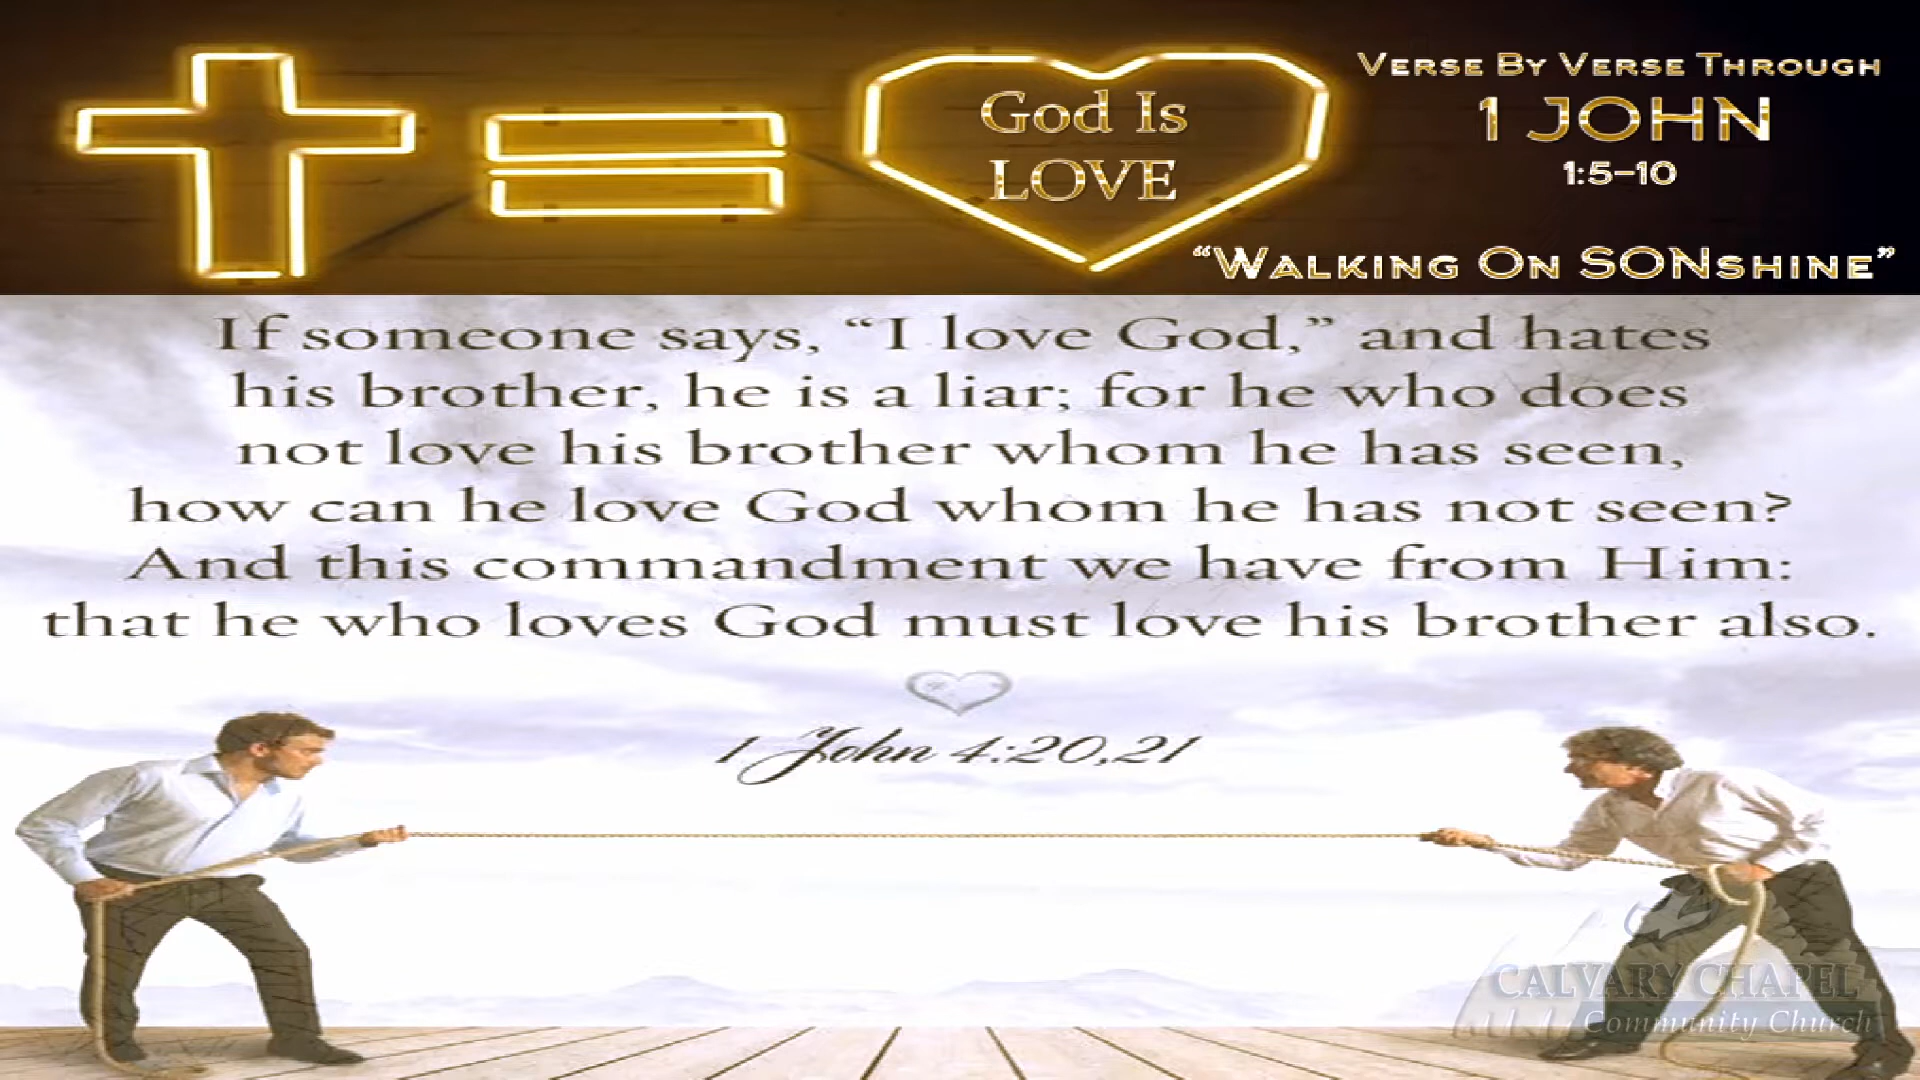 God Is
LOVE
VERSE BY VERSE THROUGH
1 JOHN
1:5-10
“WALKING ON SONSHINE”
If someone says, “I love God,” and hates
his brother, he is a liar; for he who does
not love his brother whom he has seen,
how can he love God whom he has not seen?
And this commandment we have from Him:
that he who loves God must love his brother also.
1 John 4:20,21
CALVARY CHAPEL
Community Church